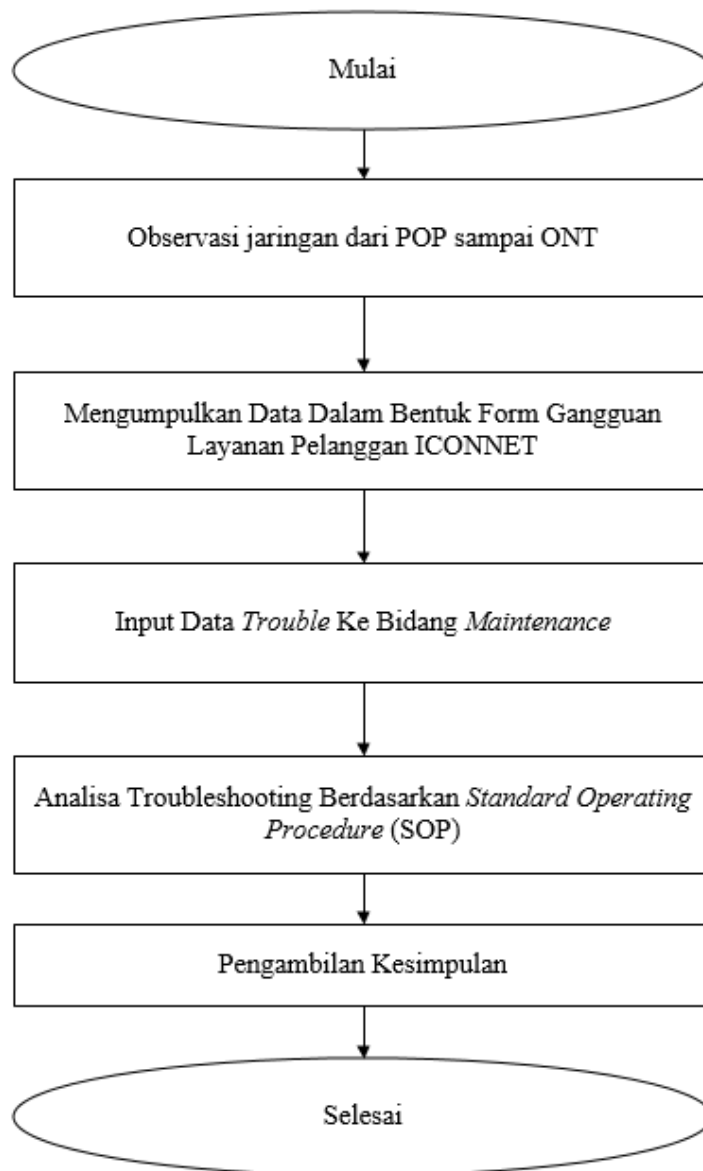 Mulai
Observasi jaringan dari POP sampai ONT
Mengumpulkan Data Dalam Bentuk Form Gangguan
Layanan Pelanggan ICONNET
Input Data Trouble Ke Bidang Maintenance
Analisa Troubleshooting Berdasarkan Standard Operating
Procedure (SOP)
Pengambilan Kesimpulan
Selesai